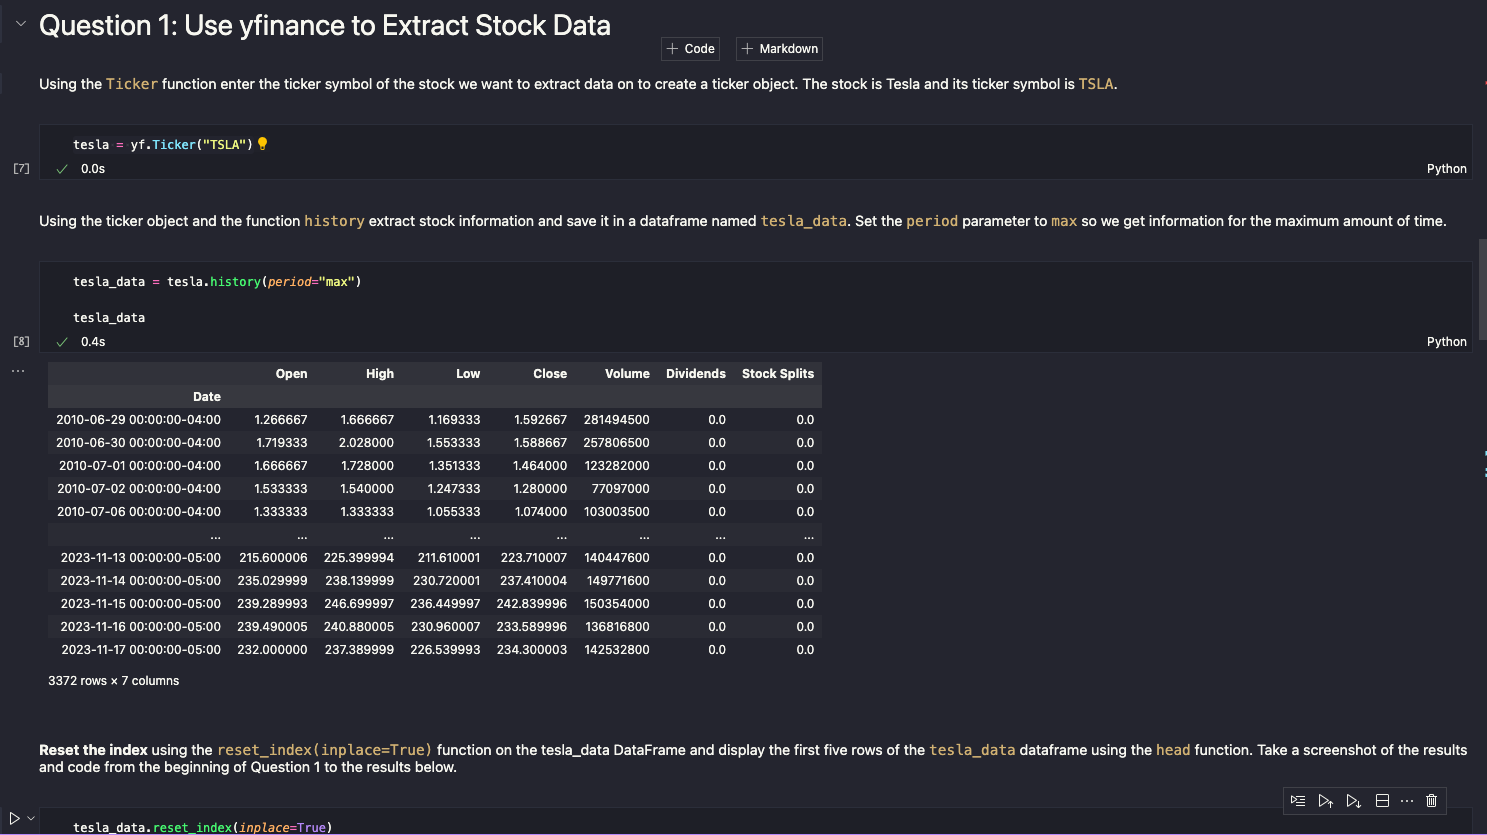 Question 1: Use yfinance to Extract Stock Data
+ Code + Markdown
Using the Ticker function enter the ticker symbol of the stock we want to extract data on to create a ticker object. The stock is Tesla and its ticker symbol is TSLA.
tesla = yf.Ticker("TSLA")
[7] 0.0s Python
Using the ticker object and the function history extract stock information and save it in a dataframe named tesla_data. Set the period parameter to max so we get information for the maximum amount of time.
tesla_data = tesla.history(period="max")
tesla_data
[8] 0.4s Python
...
Open High Low Close Volume Dividends Stock Splits
Date
2010-06-29 00:00:00-04:00 1.266667 1.666667 1.169333 1.592667 281494500 0.0 0.0
2010-06-30 00:00:00-04:00 1.719333 2.028000 1.553333 1.588667 257806500 0.0 0.0
2010-07-01 00:00:00-04:00 1.666667 1.728000 1.351333 1.464000 123282000 0.0 0.0
2010-07-02 00:00:00-04:00 1.533333 1.540000 1.247333 1.280000 77097000 0.0 0.0
2010-07-06 00:00:00-04:00 1.333333 1.333333 1.055333 1.074000 103003500 0.0 0.0
... ... ... ... ... ... ... ...
2023-11-13 00:00:00-05:00 215.600006 225.399994 211.610001 223.710007 140447600 0.0 0.0
2023-11-14 00:00:00-05:00 235.029999 238.139999 230.720001 237.410004 149771600 0.0 0.0
2023-11-15 00:00:00-05:00 239.289993 246.699997 236.449997 242.839996 150354000 0.0 0.0
2023-11-16 00:00:00-05:00 239.490005 240.880005 230.960007 233.589996 136816800 0.0 0.0
2023-11-17 00:00:00-05:00 232.000000 237.389999 226.539993 234.300003 142532800 0.0 0.0
3372 rows × 7 columns
Reset the index using the reset_index(inplace=True) function on the tesla_data DataFrame and display the first five rows of the tesla_data dataframe using the head function. Take a screenshot of the results
and code from the beginning of Question 1 to the results below.
tesla_data.reset_index(inplace=True)